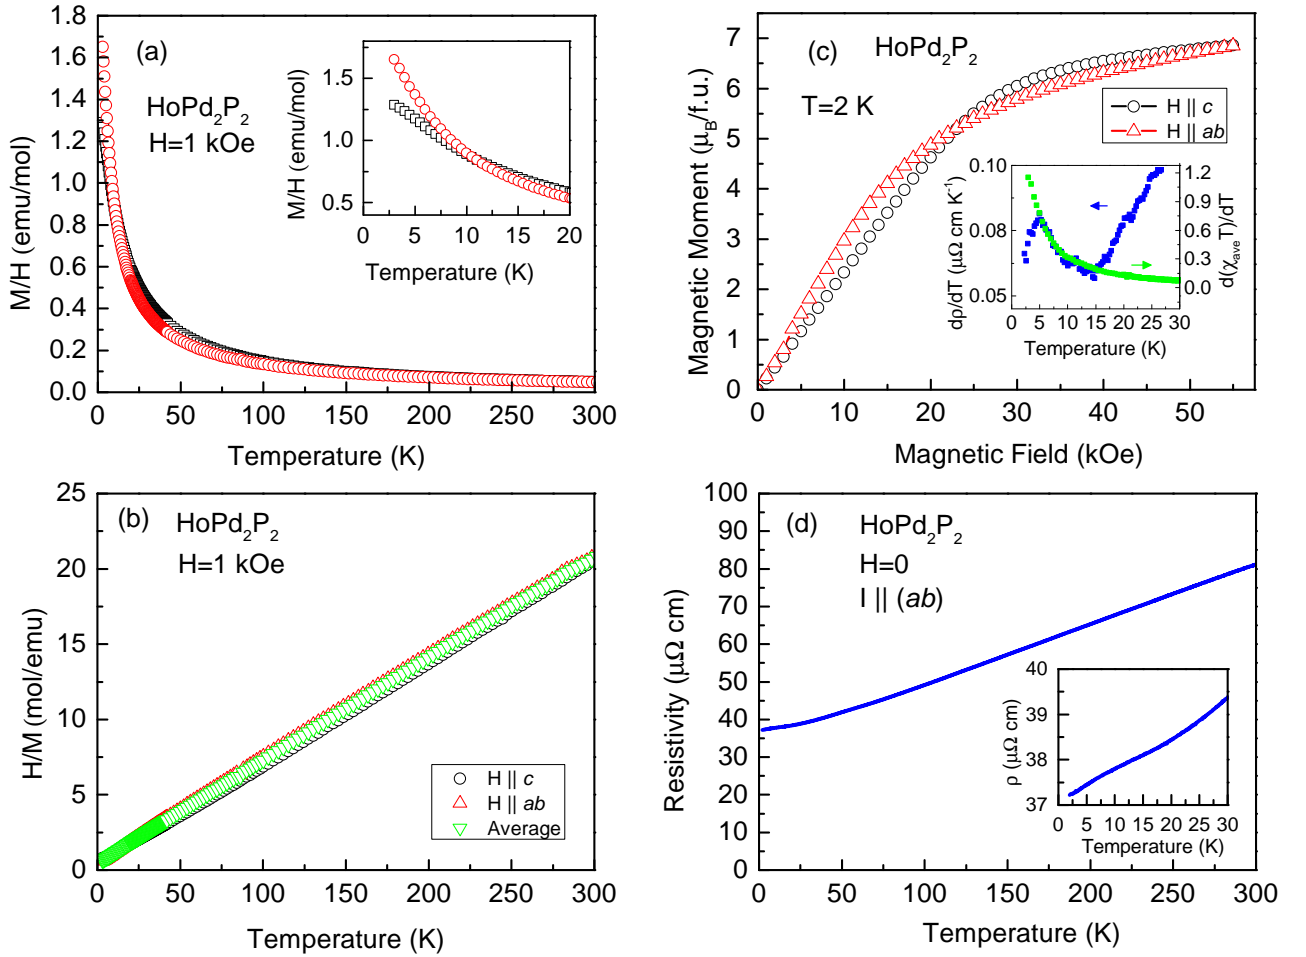 (a)
HoPd₂P₂
H=1 kOe
M/H (emu/mol)
1.8
1.6
1.4
1.2
1.0
0.8
0.6
0.4
0.2
0.0
0 50 100 150 200 250 300
Temperature (K)
M/H (emu/mol)
1.5
1.0
0.5
0 5 10 15 20
Temperature (K)
(c)
HoPd₂P₂
T=2 K
Magnetic Moment (μB/f.u.)
7
6
5
4
3
2
1
0
0 10 20 30 40 50
Magnetic Field (kOe)
H || c
H || ab
dρ/dT (μΩ cm K⁻¹)
0.10
0.08
0.05
1.2
0.9
0.6
0.3
0.0
d(χave T)/dT
0 5 10 15 20 25 30
Temperature (K)
(b)
HoPd₂P₂
H=1 kOe
H/M (mol/emu)
25
20
15
10
5
0
0 50 100 150 200 250 300
Temperature (K)
H || c
H || ab
Average
(d)
HoPd₂P₂
H=0
I || (ab)
Resistivity (μΩ cm)
100
90
80
70
60
50
40
30
20
10
0
0 50 100 150 200 250 300
Temperature (K)
ρ (μΩ cm)
40
39
38
37
0 5 10 15 20 25 30
Temperature (K)